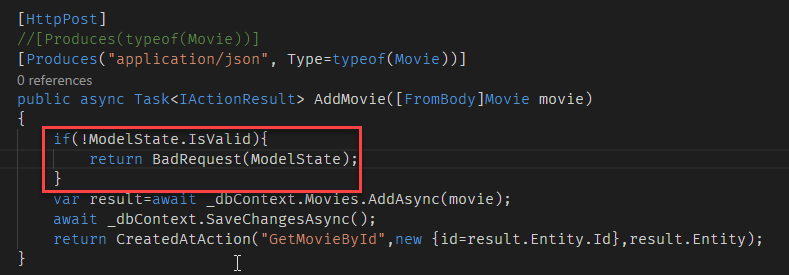 [HttpPost]
//[Produces(typeof(Movie))]
[Produces("application/json", Type=typeof(Movie))]
0 references
public async Task<IActionResult> AddMovie([FromBody]Movie movie)
{
if(!ModelState.IsValid){
return BadRequest(ModelState);
}
var result=await _dbContext.Movies.AddAsync(movie);
await _dbContext.SaveChangesAsync();
return CreatedAtAction("GetMovieById",new {id=result.Entity.Id},result.Entity);
}